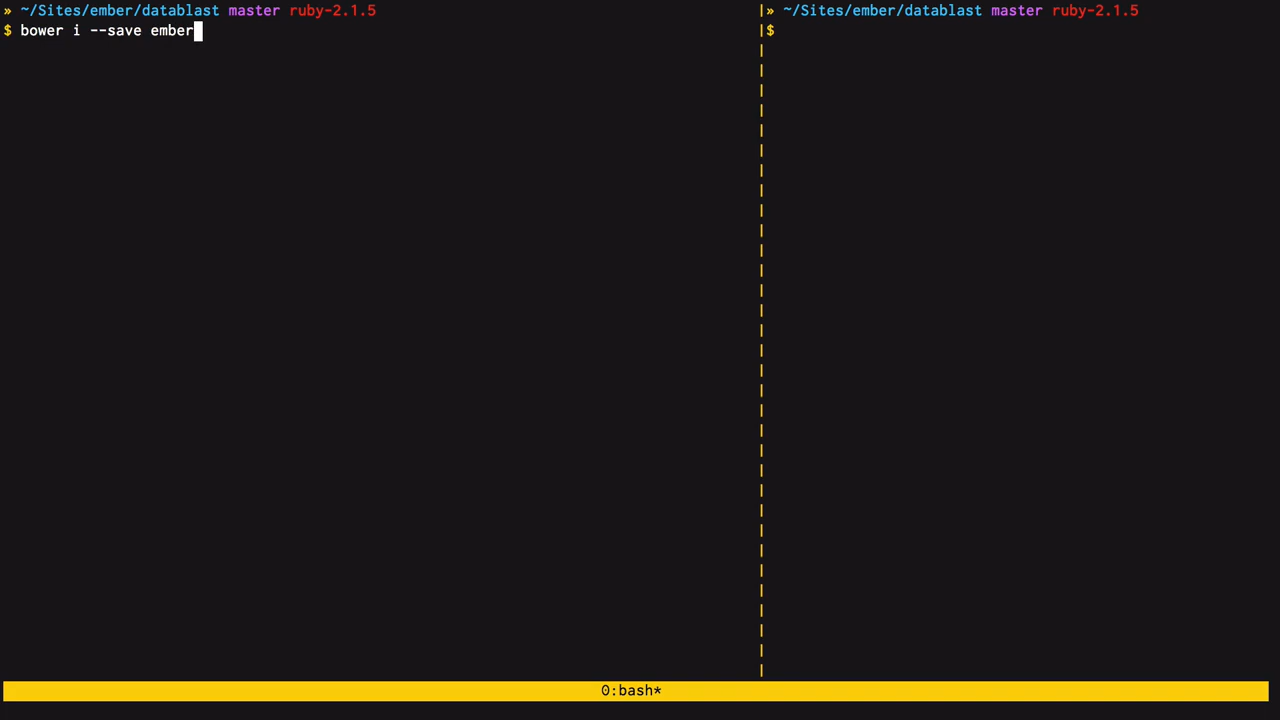 » ~/Sites/ember/datablast master ruby-2.1.5
$ bower i --save ember
» ~/Sites/ember/datablast master ruby-2.1.5
$
0:bash*